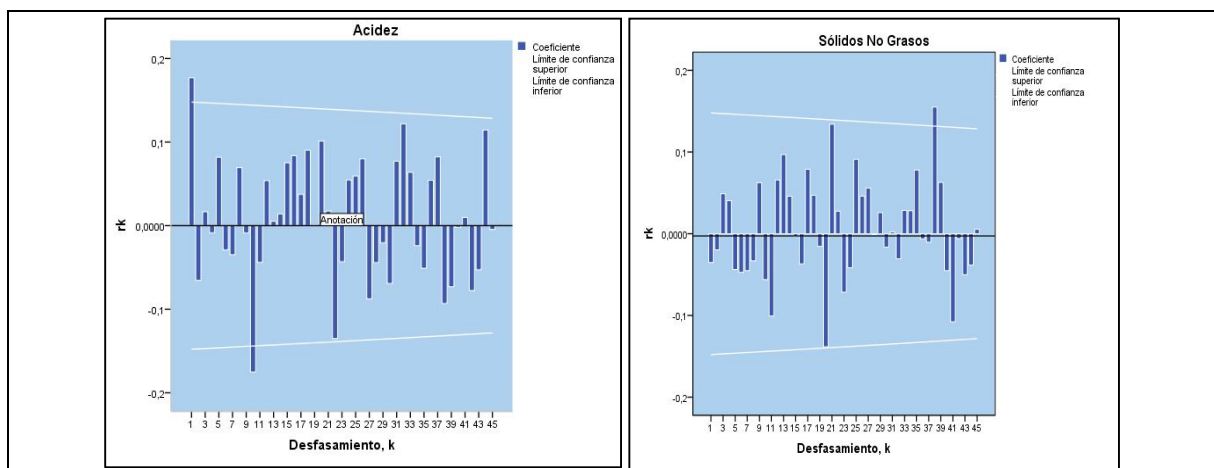 Acidez
Coeficiente
Límite de confianza
superior
Límite de confianza
inferior
0,2
0,1
0,0000
-0,1
-0,2
rk
Anotación
1 3 5 7 9 11 13 15 17 19 21 23 25 27 29 31 33 35 37 39 41 43 45
Desfasamiento, k
Sólidos No Grasos
Coeficiente
Límite de confianza
superior
Límite de confianza
inferior
0,2
0,1
0,0000
-0,1
-0,2
rk
1 3 5 7 9 11 13 15 17 19 21 23 25 27 29 31 33 35 37 39 41 43 45
Desfasamiento, k